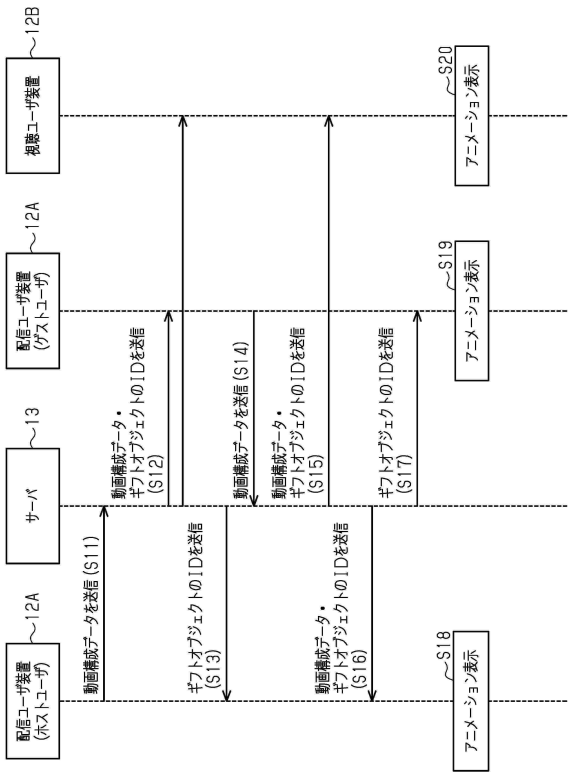 配信ユーザ装置
(ホストユーザ)
12A
サーバ
13
配信ユーザ装置
(ゲストユーザ)
12A
視聴ユーザ装置
12B
動画構成データを送信(S11)
動画構成データ・
ギフトオブジェクトのIDを送信
(S12)
ギフトオブジェクトのIDを送信
(S13)
動画構成データを送信(S14)
動画構成データ・
ギフトオブジェクトのIDを送信
(S15)
動画構成データ・
ギフトオブジェクトのIDを送信
(S16)
ギフトオブジェクトのIDを送信
(S17)
S18
アニメーション表示
S19
アニメーション表示
S20
アニメーション表示